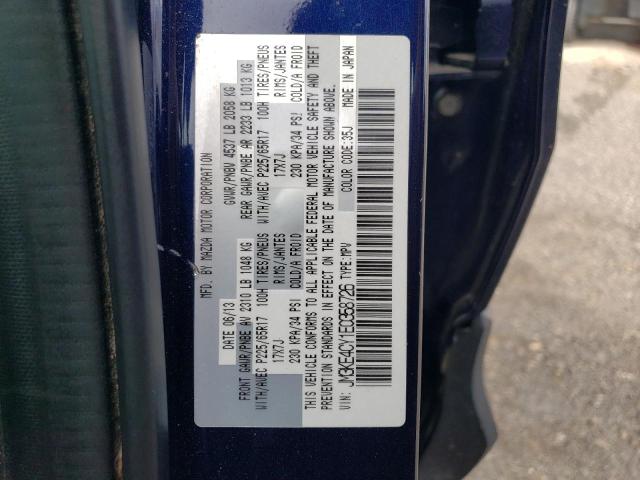 MFD. BY MAZDA MOTOR CORPORATION
DATE 06/13 GVWR/PNBV 4537 LB 2058 KG
FRONT GAWR/PNBE AV 2310 LB 1048 KG REAR GAWR/PNBE AR 2233 LB 1013 KG
WITH/AVEC P225/65R17 100H TIRES/PNEUS WITH/AVEC P225/65R17 100H TIRES/PNEUS
17X7J RIMS/JANTES 17X7J RIMS/JANTES
230 KPA/34 PSI COLD/A FROID 230 KPA/34 PSI COLD/A FROID
THIS VEHICLE CONFORMS TO ALL APPLICABLE FEDERAL MOTOR VEHICLE SAFETY AND THEFT
PREVENTION STANDARDS IN EFFECT ON THE DATE OF MANUFACTURE SHOWN ABOVE.
VIN: JM3KE4CY1E0358726 TYPE:MPV COLOR CODE:35J MADE IN JAPAN